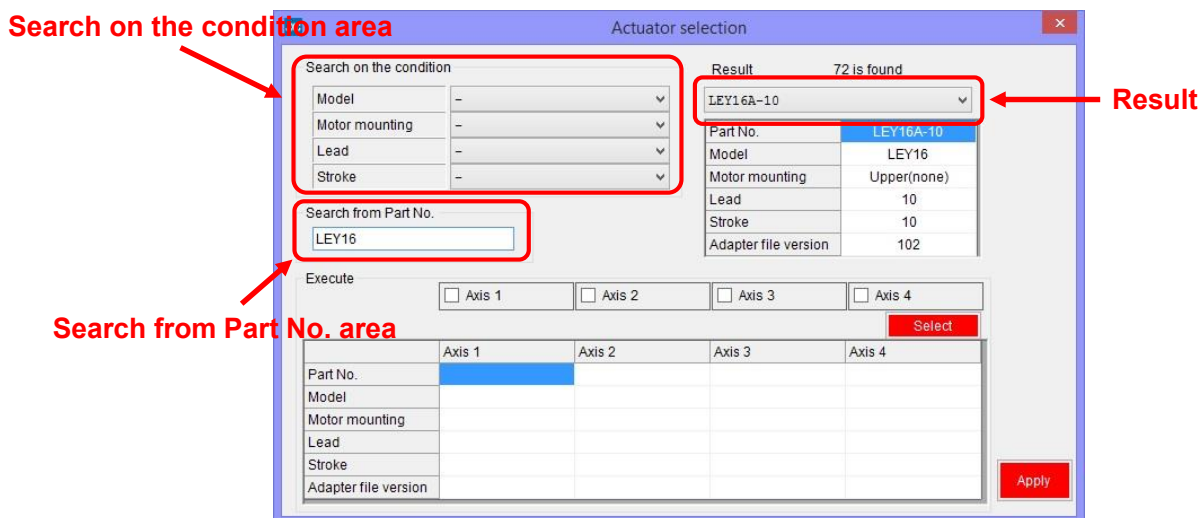 Search on the condition area
Actuator selection
Search on the condition
Result 72 is found
Model –
LEY16A-10
Result
Motor mounting –
Lead –
Stroke –
Part No. LEY16A-10
Model LEY16
Motor mounting Upper(none)
Lead 10
Stroke 10
Adapter file version 102
Search from Part No.
LEY16
Execute
Axis 1 Axis 2 Axis 3 Axis 4
Search from Part No. area
Select
Axis 1 Axis 2 Axis 3 Axis 4
Part No.
Model
Motor mounting
Lead
Stroke
Adapter file version
Apply